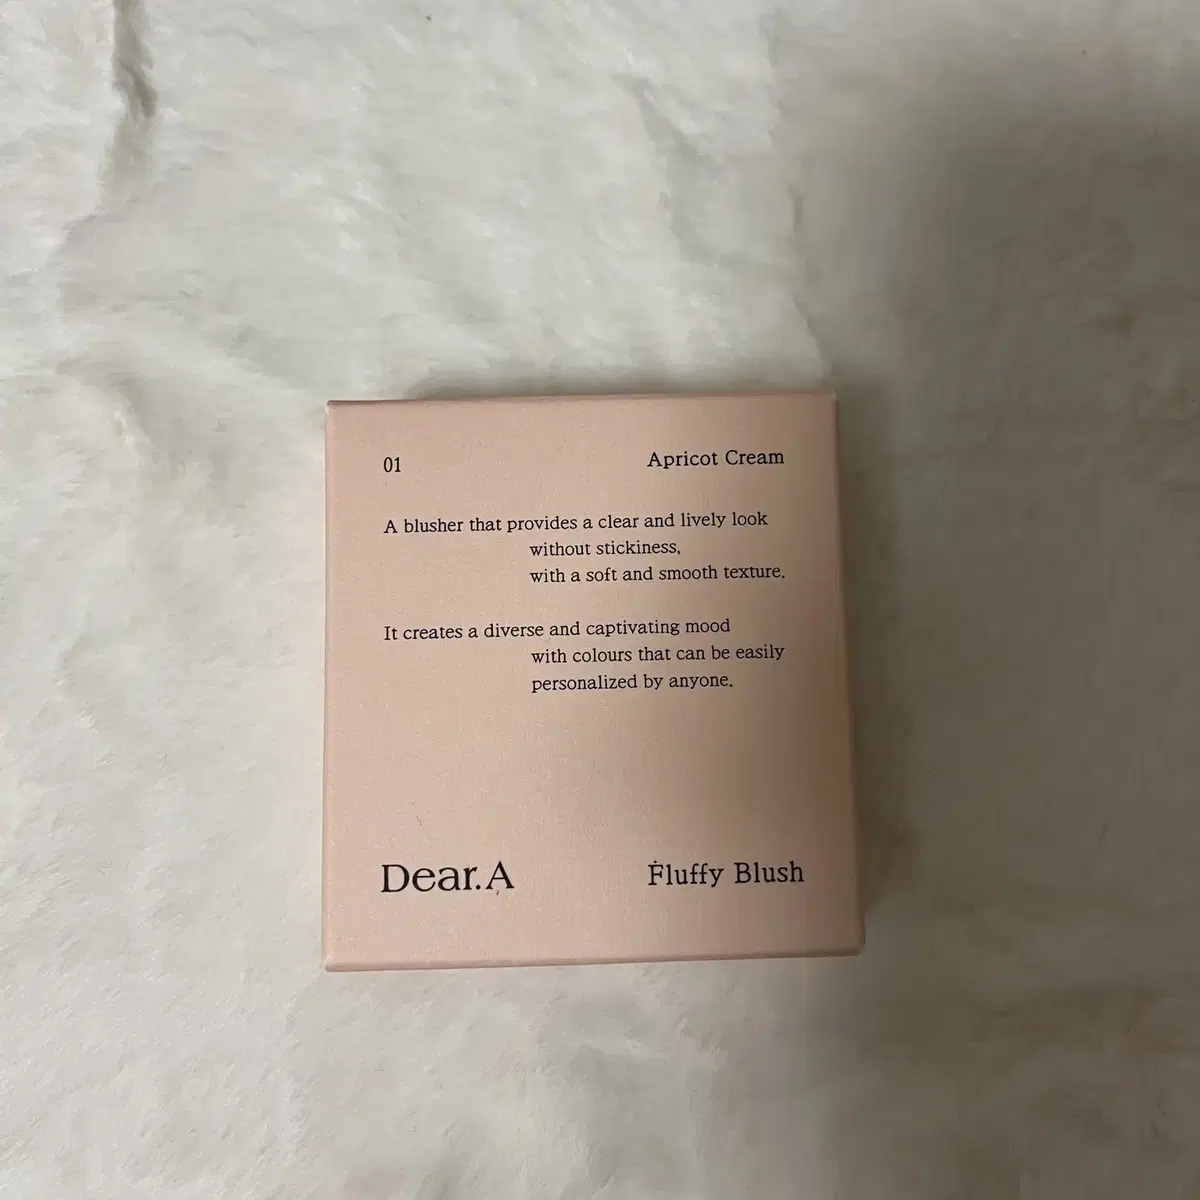 01 Apricot Cream
A blusher that provides a clear and lively look
without stickiness,
with a soft and smooth texture.
It creates a diverse and captivating mood
with colours that can be easily
personalized by anyone.
Dear.A Ḟluffy Blush